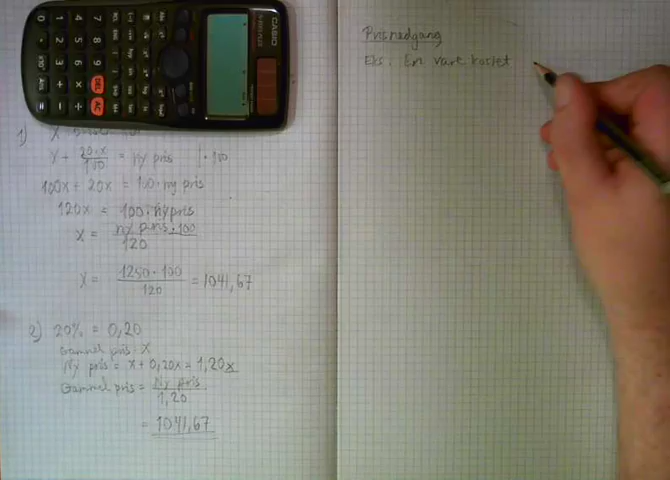 CASIO
1) X
X + 20·x/100 = ny pris | · 100
100x + 20x = 100·ny pris
120x = 100·ny pris
X = ny pris·100/120
X = 1250·100/120 = 1041,67
2) 20% = 0,20
Gammel pris: X
Ny pris = x + 0,20x = 1,20x
Gammel pris = Ny pris/1,20
= 1041,67
Prisnedgang
Eks: En vare kostet